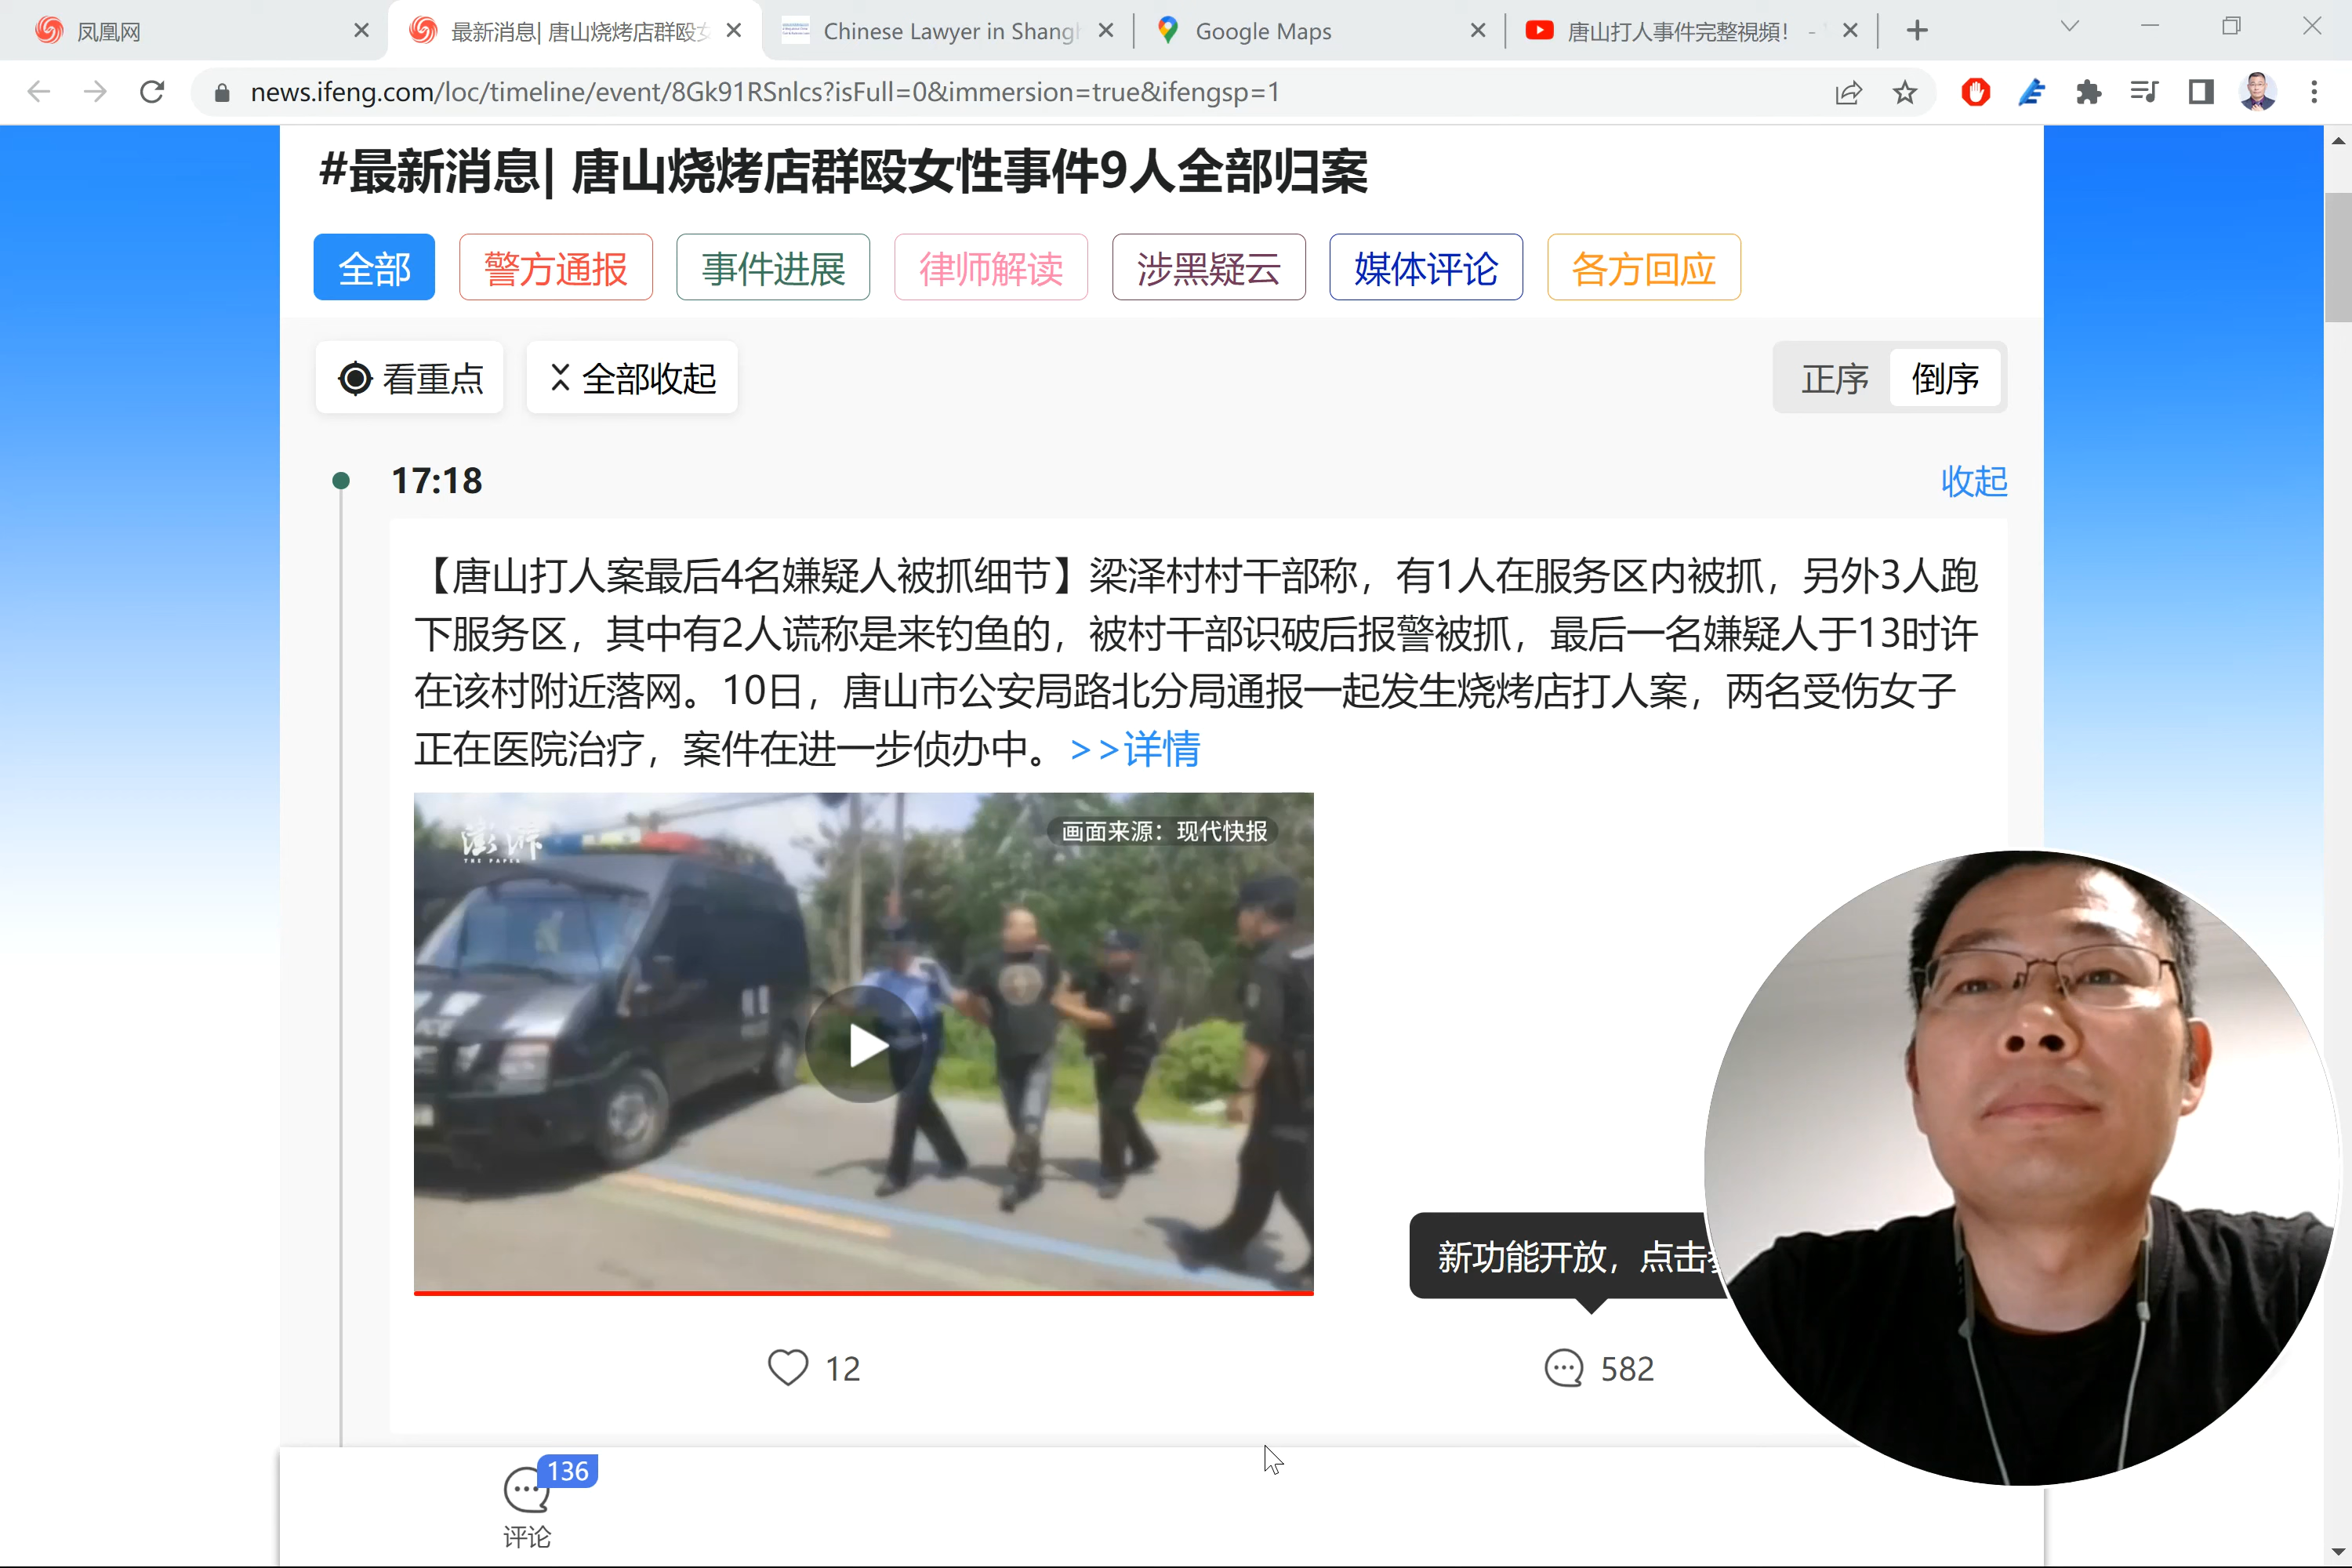 凤凰网
最新消息| 唐山烧烤店群殴女
Chinese Lawyer in Shangh
Google Maps
唐山打人事件完整視頻! -
news.ifeng.com/loc/timeline/event/8Gk91RSnlcs?isFull=0&immersion=true&ifengsp=1
#最新消息| 唐山烧烤店群殴女性事件9人全部归案
全部 警方通报 事件进展 律师解读 涉黑疑云 媒体评论 各方回应
看重点 全部收起 正序 倒序
17:18 收起
【唐山打人案最后4名嫌疑人被抓细节】梁泽村村干部称，有1人在服务区内被抓，另外3人跑
下服务区，其中有2人谎称是来钓鱼的，被村干部识破后报警被抓，最后一名嫌疑人于13时许
在该村附近落网。10日，唐山市公安局路北分局通报一起发生烧烤店打人案，两名受伤女子
正在医院治疗，案件在进一步侦办中。>>详情
澎湃
THE PAPER
画面来源：现代快报
新功能开放，点击
12
582
136
评论